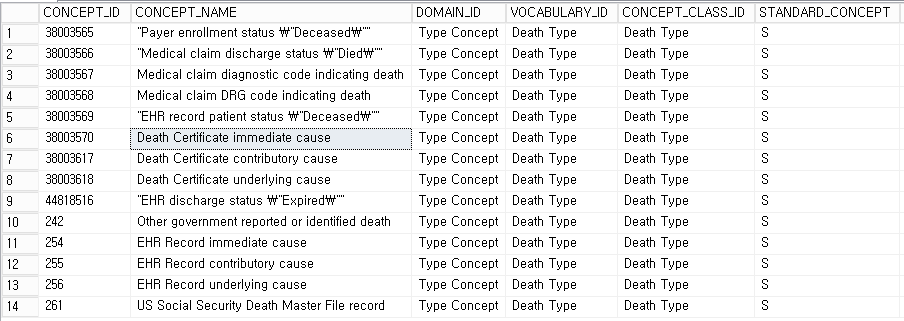 CONCEPT_ID CONCEPT_NAME DOMAIN_ID VOCABULARY_ID CONCEPT_CLASS_ID STANDARD_CONCEPT
1 38003565 "Payer enrollment status ₩"Deceased₩"" Type Concept Death Type Death Type S
2 38003566 "Medical claim discharge status ₩"Died₩"" Type Concept Death Type Death Type S
3 38003567 Medical claim diagnostic code indicating death Type Concept Death Type Death Type S
4 38003568 Medical claim DRG code indicating death Type Concept Death Type Death Type S
5 38003569 "EHR record patient status ₩"Deceased₩"" Type Concept Death Type Death Type S
6 38003570 Death Certificate immediate cause Type Concept Death Type Death Type S
7 38003617 Death Certificate contributory cause Type Concept Death Type Death Type S
8 38003618 Death Certificate underlying cause Type Concept Death Type Death Type S
9 44818516 "EHR discharge status ₩"Expired₩"" Type Concept Death Type Death Type S
10 242 Other government reported or identified death Type Concept Death Type Death Type S
11 254 EHR Record immediate cause Type Concept Death Type Death Type S
12 255 EHR Record contributory cause Type Concept Death Type Death Type S
13 256 EHR Record underlying cause Type Concept Death Type Death Type S
14 261 US Social Security Death Master File record Type Concept Death Type Death Type S